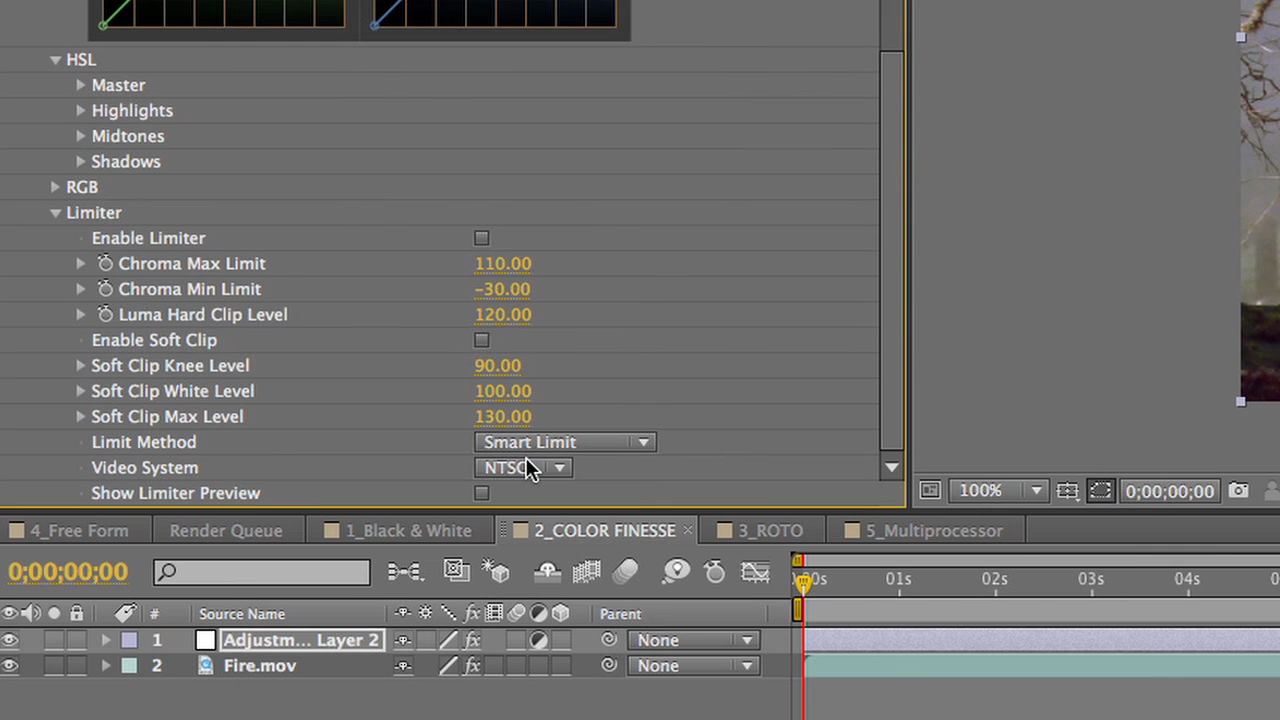 HSL
Master
Highlights
Midtones
Shadows
RGB
Limiter
Enable Limiter
Chroma Max Limit 110.00
Chroma Min Limit -30.00
Luma Hard Clip Level 120.00
Enable Soft Clip
Soft Clip Knee Level 90.00
Soft Clip White Level 100.00
Soft Clip Max Level 130.00
Limit Method Smart Limit
Video System NTSC
Show Limiter Preview
100% 0;00;00;00
4_Free Form Render Queue 1_Black & White 2_COLOR FINESSE 3_ROTO 5_Multiprocessor
0;00;00;00
01s 02s 03s 04s
# Source Name fx Parent
1 Adjustm... Layer 2 fx None
2 Fire.mov fx None